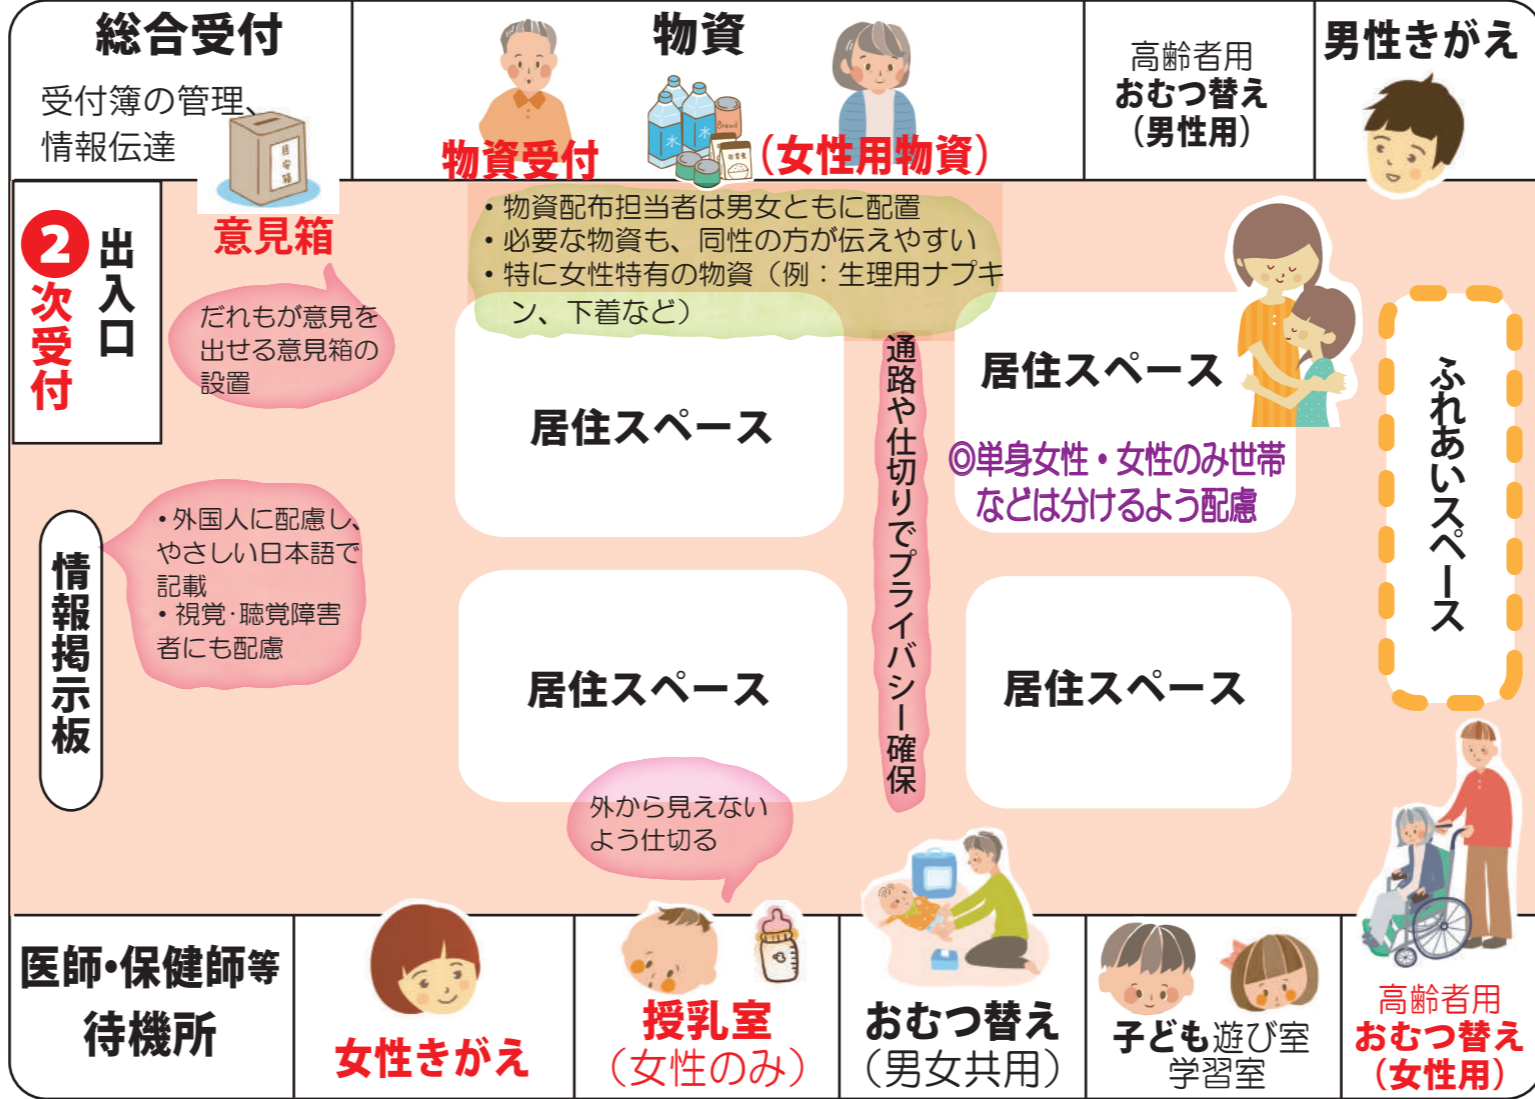 総合受付
受付簿の管理、
情報伝達
目安箱
意見箱
物資
物資受付
水
水
Bread
（女性用物資）
高齢者用
おむつ替え
（男性用）
男性きがえ
出入口
2次受付
だれもが意見を
出せる意見箱の
設置
・物資配布担当者は男女ともに配置
・必要な物資も、同性の方が伝えやすい
・特に女性特有の物資（例：生理用ナプキ
ン、下着など）
居住スペース
通路や仕切りでプライバシー確保
居住スペース
◎単身女性・女性のみ世帯
などは分けるよう配慮
ふれあいスペース
情報掲示板
・外国人に配慮し、
やさしい日本語で
記載
・視覚・聴覚障害
者にも配慮
居住スペース
居住スペース
外から見えない
よう仕切る
医師・保健師等
待機所
女性きがえ
授乳室
（女性のみ）
おむつ替え
（男女共用）
子ども遊び室
学習室
高齢者用
おむつ替え
（女性用）